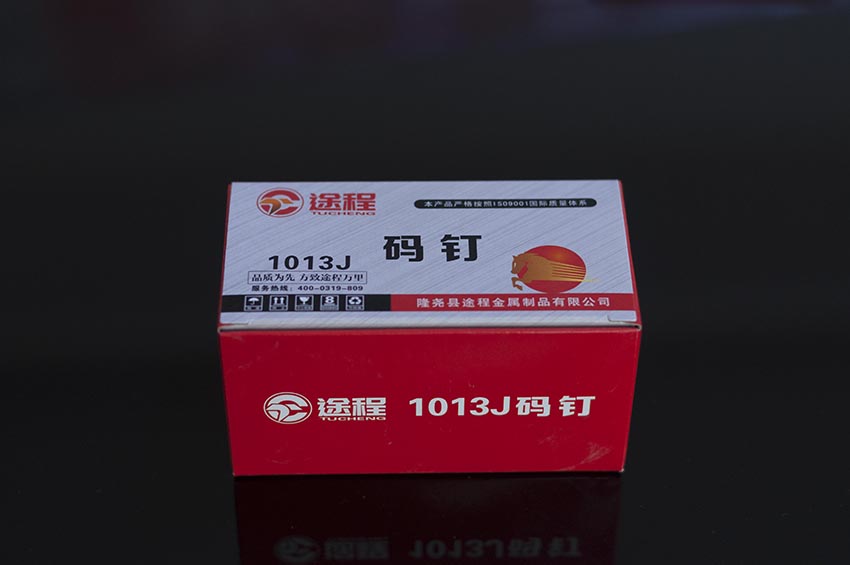 途程
TUCHENG
本产品严格按照ISO9001国际质量体系
码钉
1013J
品质为先 方致途程万里
服务热线：400-0319-809
隆尧县途程金属制品有限公司
途程
TUCHENG
1013J码钉